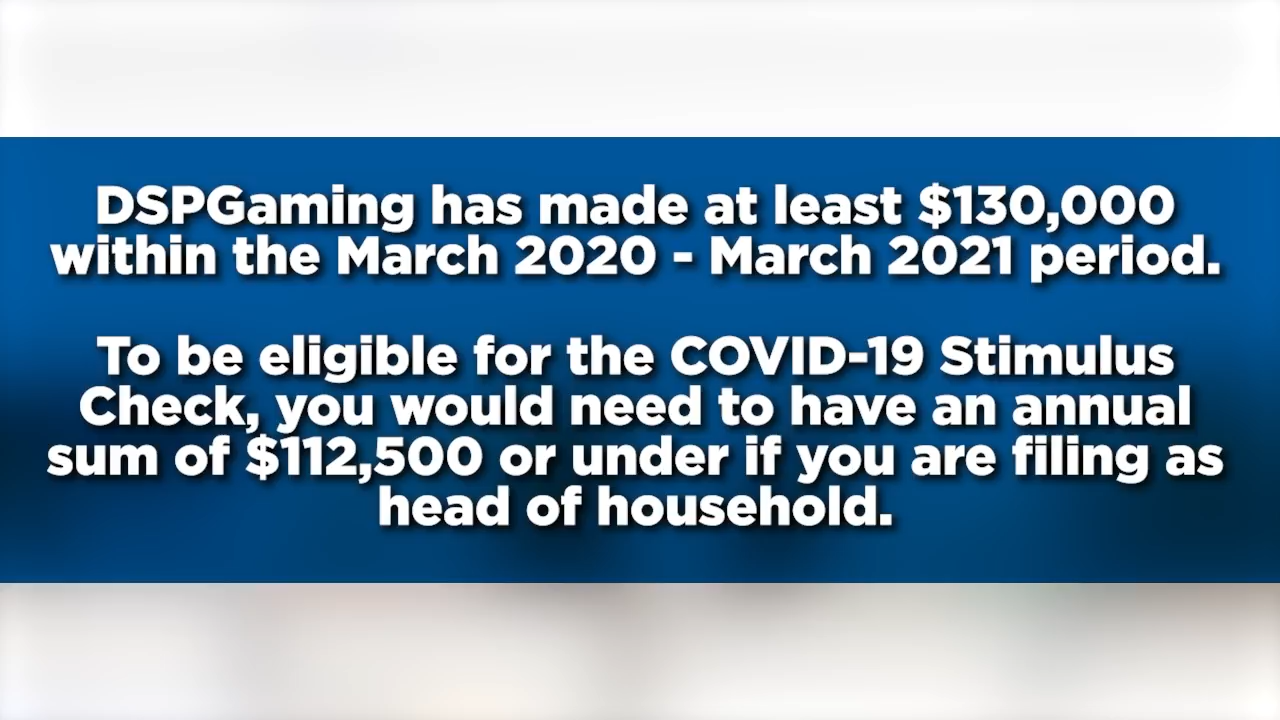 DSPGaming has made at least $130,000
within the March 2020 - March 2021 period.
To be eligible for the COVID-19 Stimulus
Check, you would need to have an annual
sum of $112,500 or under if you are filing as
head of household.